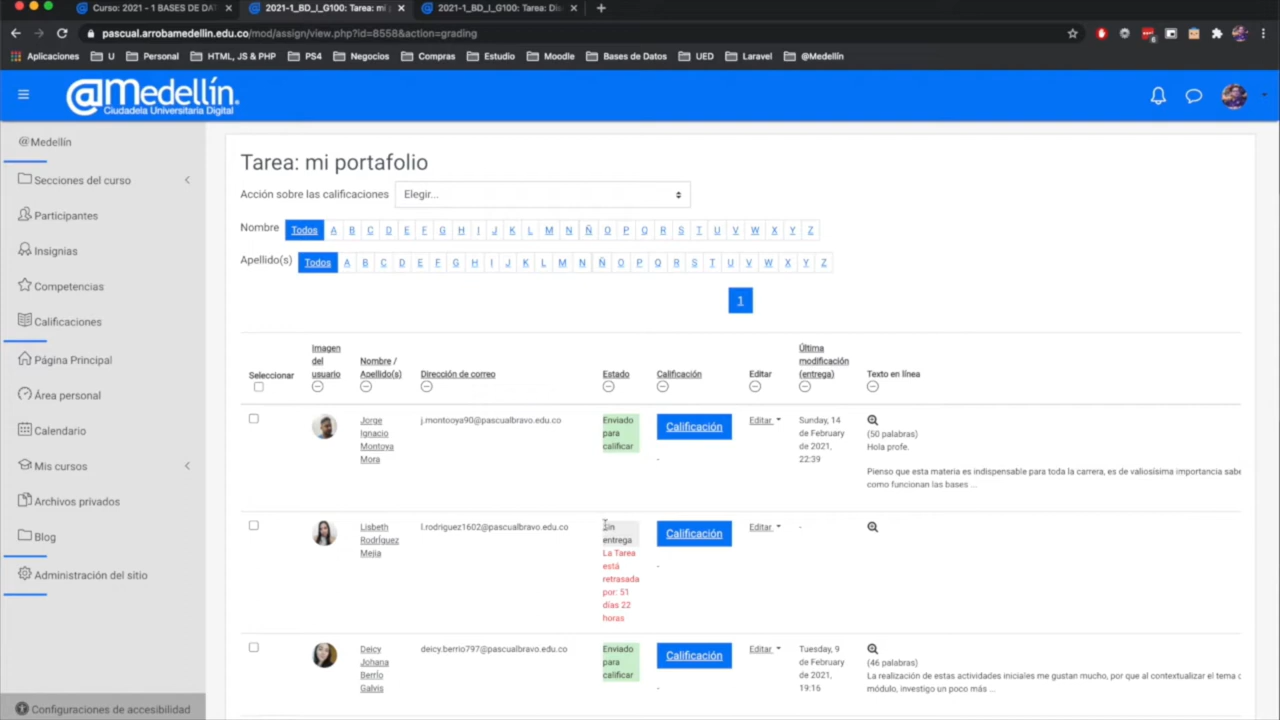 Curso: 2021 - 1 BASES DE DAT
2021-1_BD_I_G100: Tarea: mi
2021-1_BD_I_G100: Tarea: Di
pascual.arrobamedellin.edu.co/mod/assign/view.php?id=8558&action=grading
Aplicaciones U Personal HTML, JS & PHP PS4 Negocios Compras Estudio Moodle Bases de Datos UED Laravel @Medellín
@Medellín.
Ciudadela Universitaria Digital
@Medellín
Secciones del curso
Participantes
Insignias
Competencias
Calificaciones
Página Principal
Área personal
Calendario
Mis cursos
Archivos privados
Blog
Administración del sitio
Configuraciones de accesibilidad
Tarea: mi portafolio
Acción sobre las calificaciones Elegir...
Nombre Todos A B C D E F G H I J K L M N Ñ O P Q R S T U V W X Y Z
Apellido(s) Todos A B C D E F G H I J K L M N Ñ O P Q R S T U V W X Y Z
1
Seleccionar
Imagen
del
usuario
Nombre /
Apellido(s)
Dirección de correo
Estado
Calificación
Editar
Última
modificación
(entrega)
Texto en línea
Jorge
Ignacio
Montoya
Mora
j.montooya90@pascualbravo.edu.co
Enviado
para
calificar
Calificación
-
Editar
Sunday, 14
de February
de 2021,
22:39
(50 palabras)
Hola profe.
Pienso que esta materia es indispensable para toda la carrera, es de valiosísima importancia sabe
como funcionan las bases ...
Lisbeth
Rodríguez
Mejia
l.rodriguez1602@pascualbravo.edu.co
Sin
entrega
La Tarea
está
retrasada
por: 51
días 22
horas
Calificación
-
Editar
-
Deicy
Johana
Berrío
Galvis
deicy.berrio797@pascualbravo.edu.co
Enviado
para
calificar
Calificación
-
Editar
Tuesday, 9
de February
de 2021,
19:16
(46 palabras)
La realización de estas actividades iniciales me gustan mucho, por que al contextualizar el tema
módulo, investigo un poco más ...